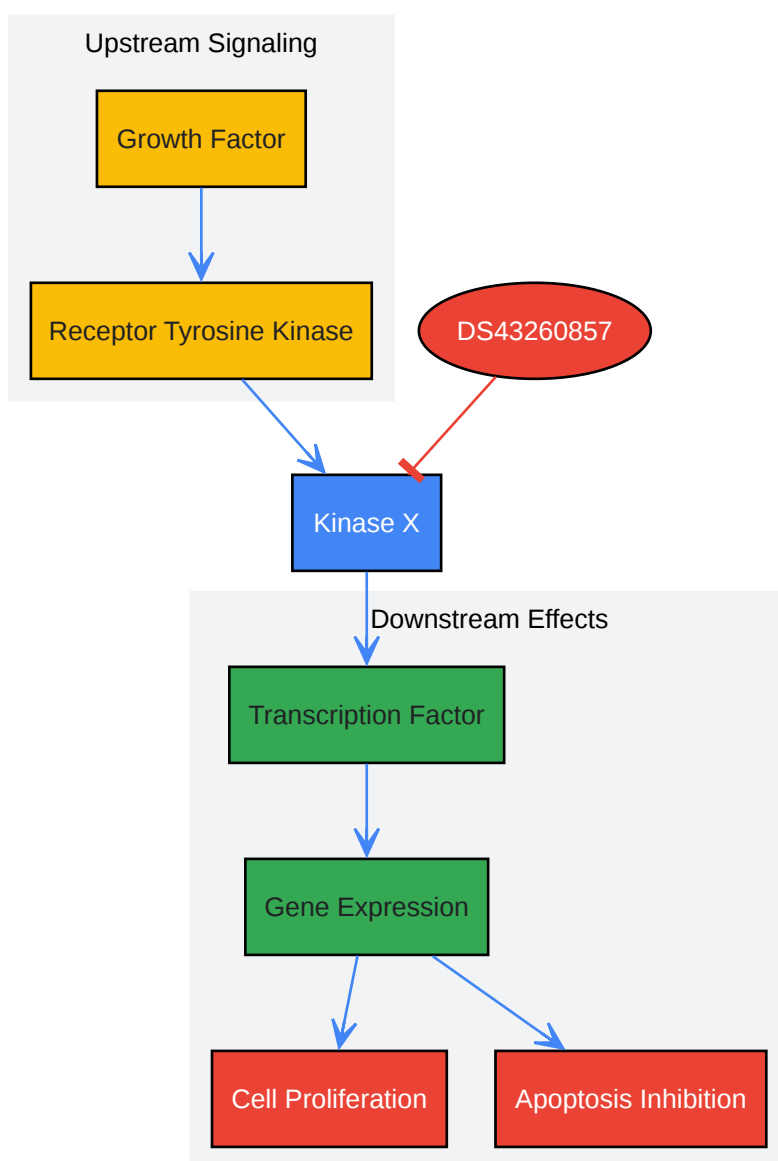 Upstream Signaling
Growth Factor
Receptor Tyrosine Kinase
DS43260857
Kinase X
Downstream Effects
Transcription Factor
Gene Expression
Cell Proliferation
Apoptosis Inhibition